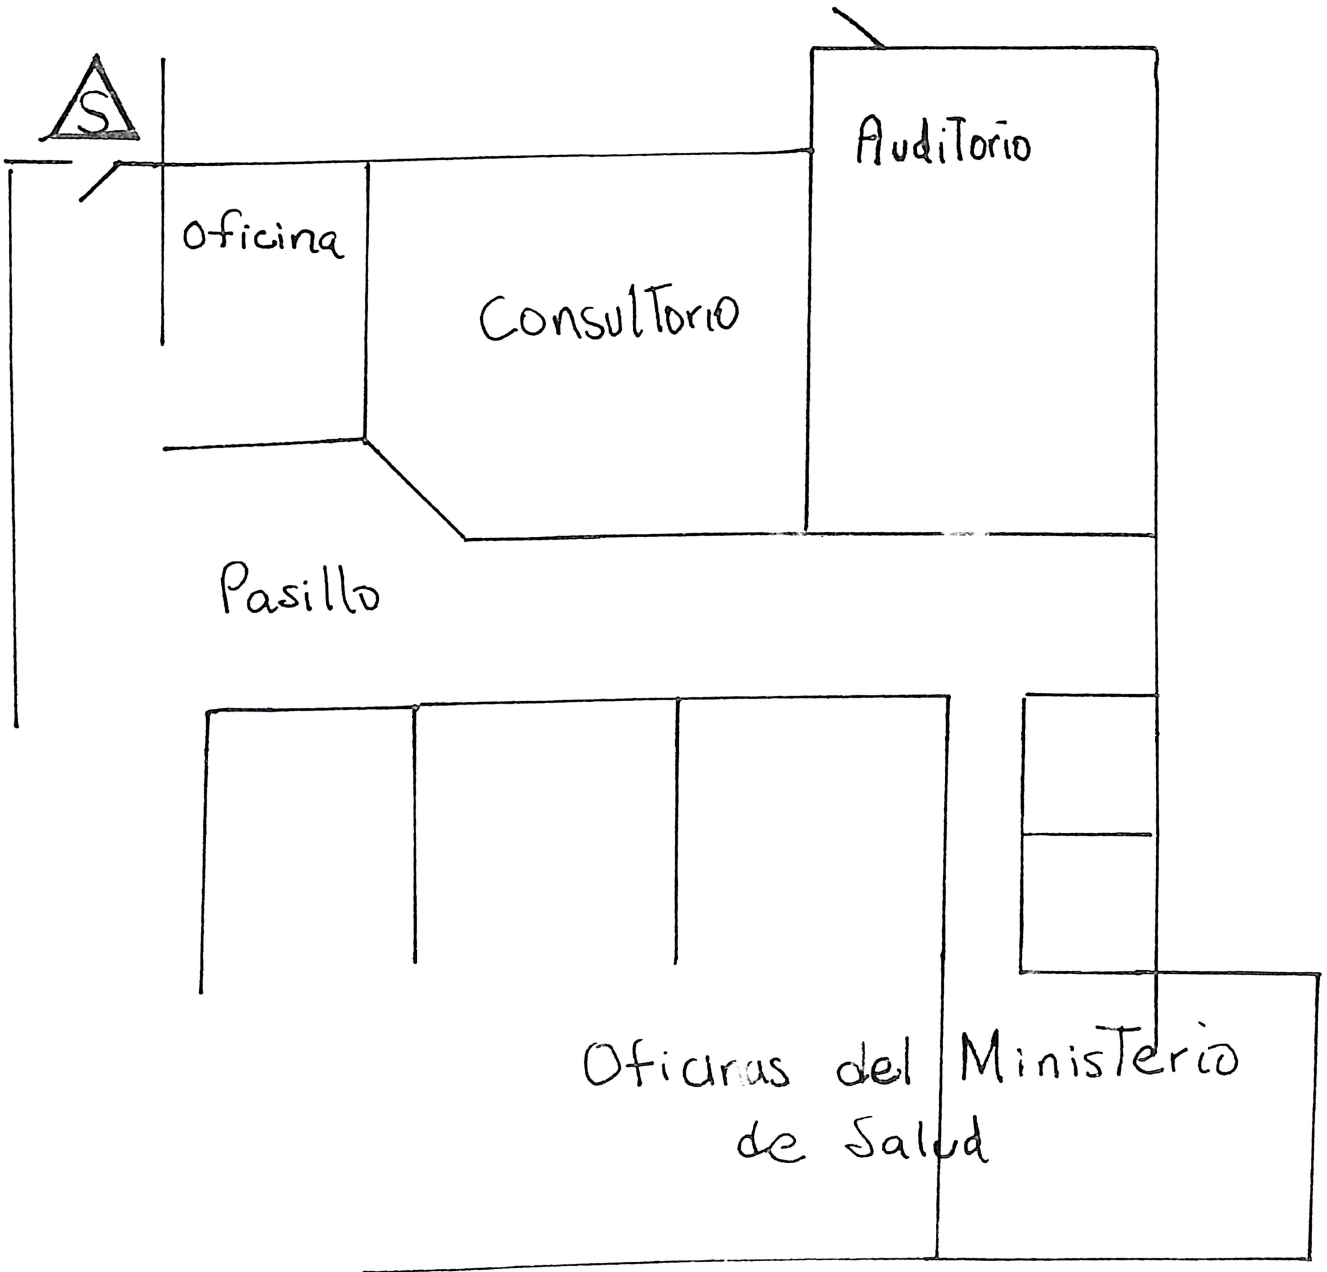 S
Auditorio
Oficina
Consultorio
Pasillo
Oficinas del Ministerio
de Salud